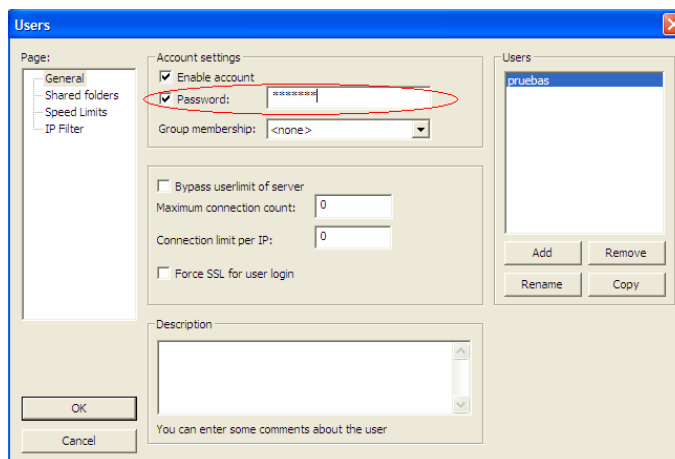 Users
Page:
General
Shared folders
Speed Limits
IP Filter
OK
Cancel
Account settings
Enable account
Password: *******
Group membership: <none>
Bypass userlimit of server
Maximum connection count: 0
Connection limit per IP: 0
Force SSL for user login
Description
You can enter some comments about the user
Users
pruebas
Add Remove
Rename Copy